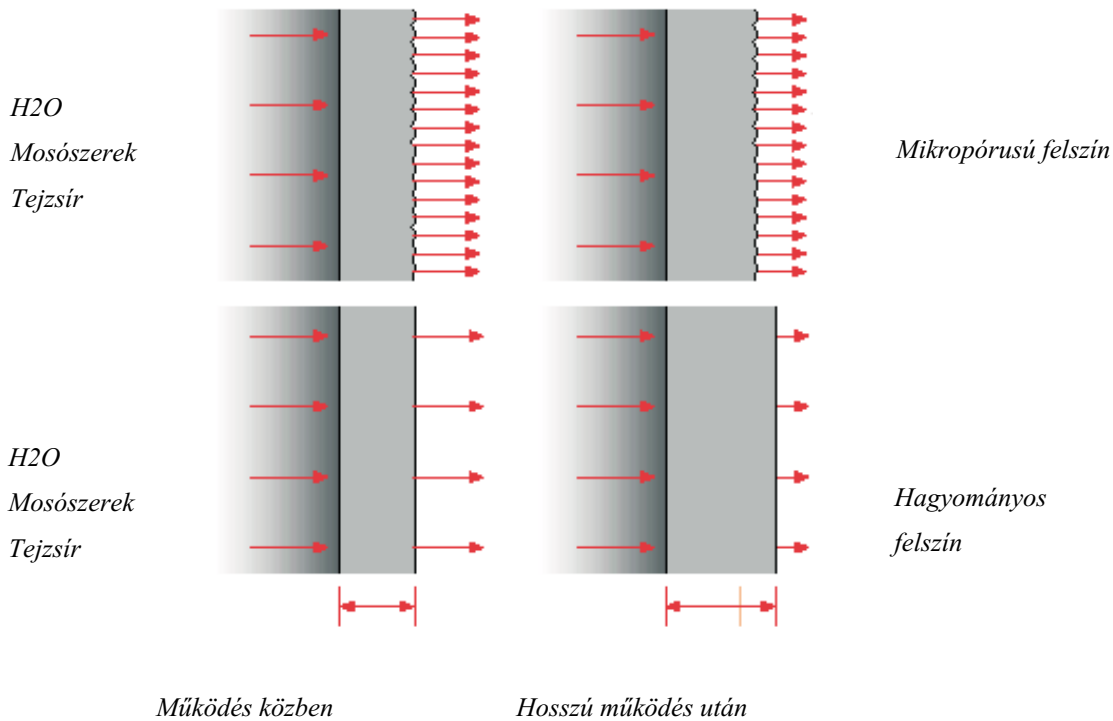 H2O
Mosószerek
Tejzsír
Mikropórusú felszín
H2O
Mosószerek
Tejzsír
Hagyományos
felszín
Működés közben
Hosszú működés után